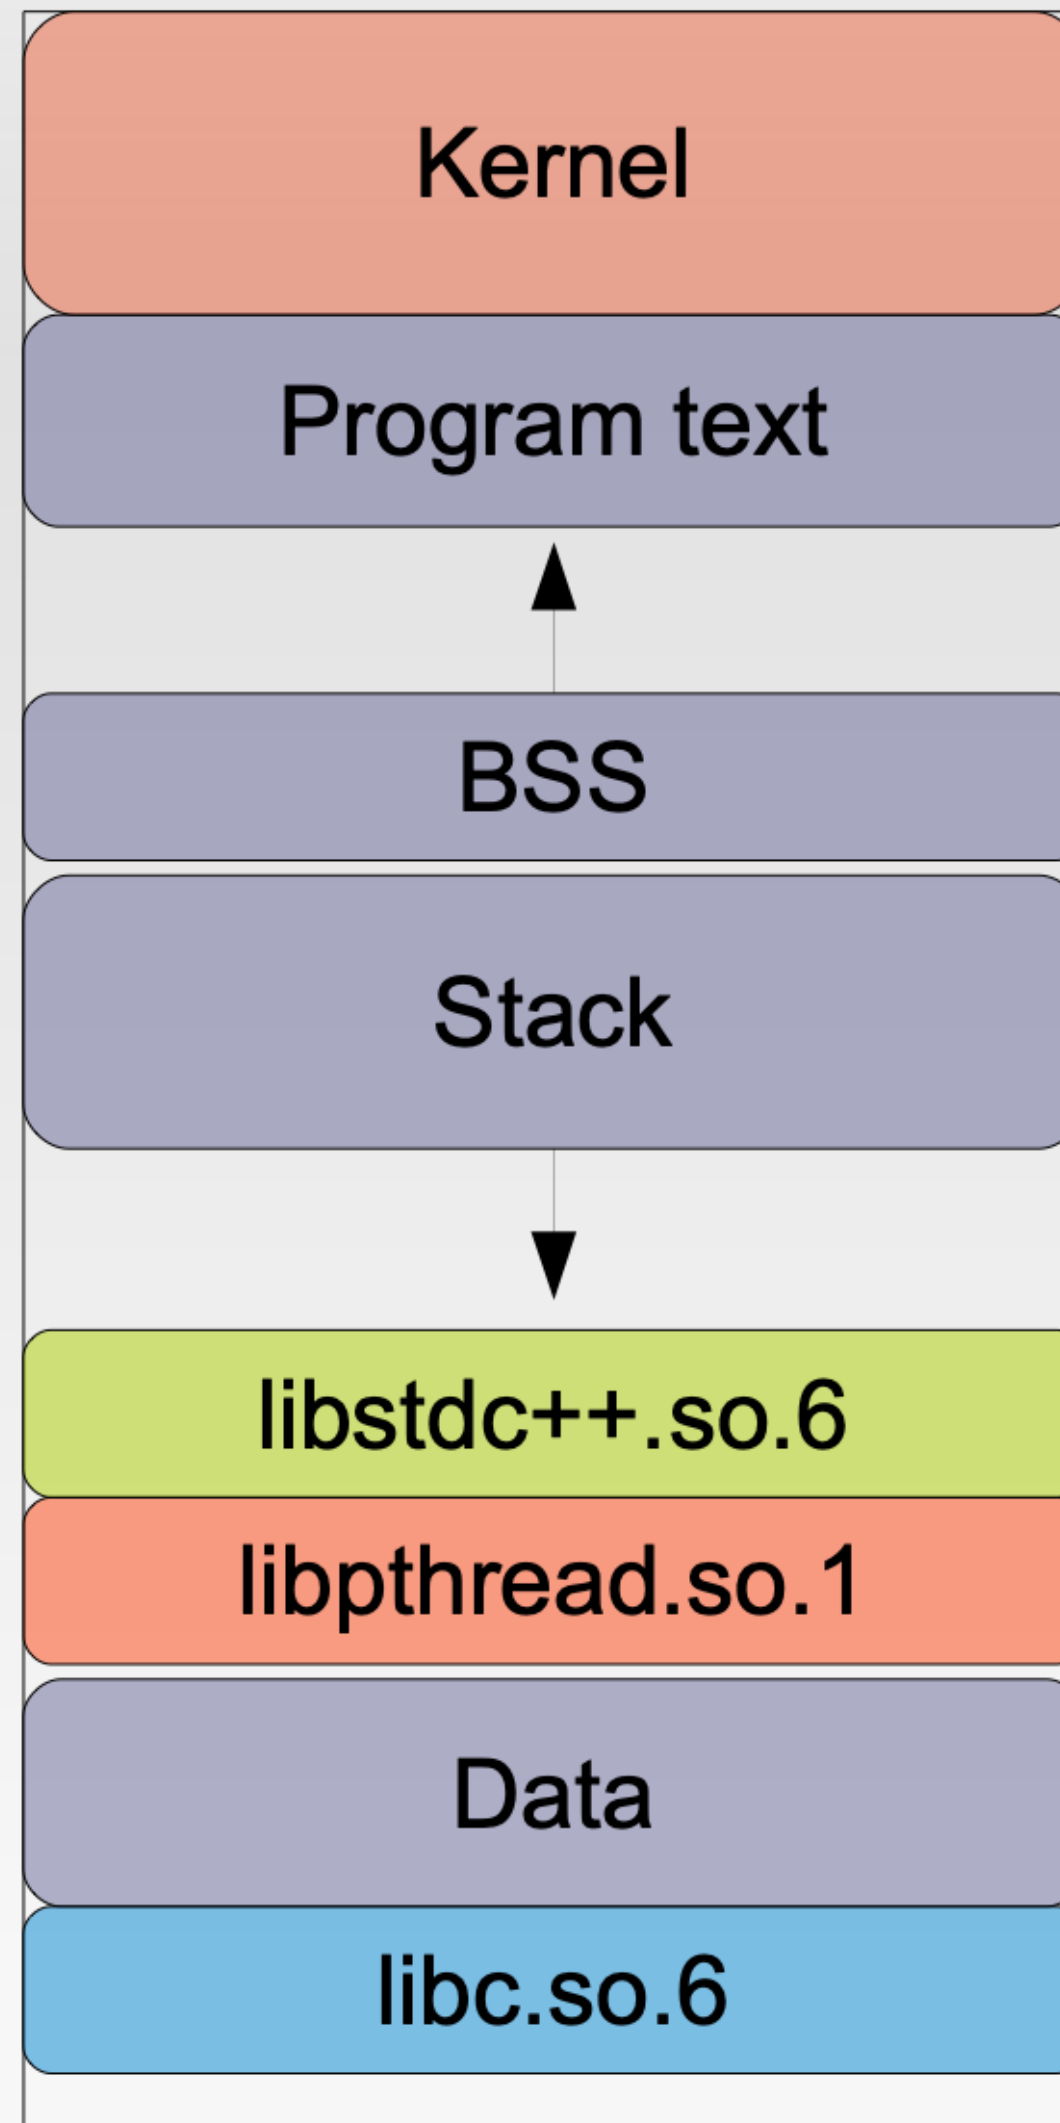 Kernel
Program text
BSS
Stack
libstdc++.so.6
libpthread.so.1
Data
libc.so.6